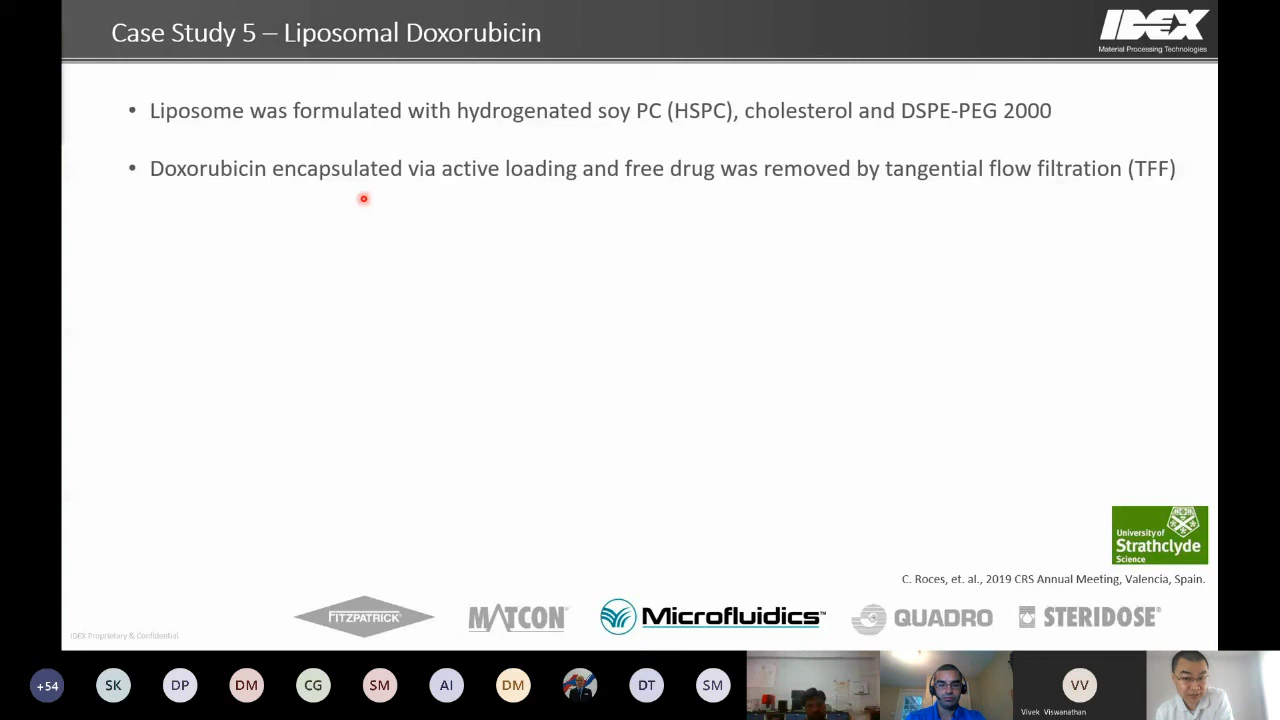 Case Study 5 – Liposomal Doxorubicin
IDEX
Material Processing Technologies
• Liposome was formulated with hydrogenated soy PC (HSPC), cholesterol and DSPE-PEG 2000
• Doxorubicin encapsulated via active loading and free drug was removed by tangential flow filtration (TFF)
University of
Strathclyde
Science
C. Roces, et. al., 2019 CRS Annual Meeting, Valencia, Spain.
FITZPATRICK
MATCON
Microfluidics™
QUADRO
STERIDOSE
IDEX Proprietary & Confidential
+54 SK DP DM CG SM AI DM DT SM VV
Vivek Viswanathan